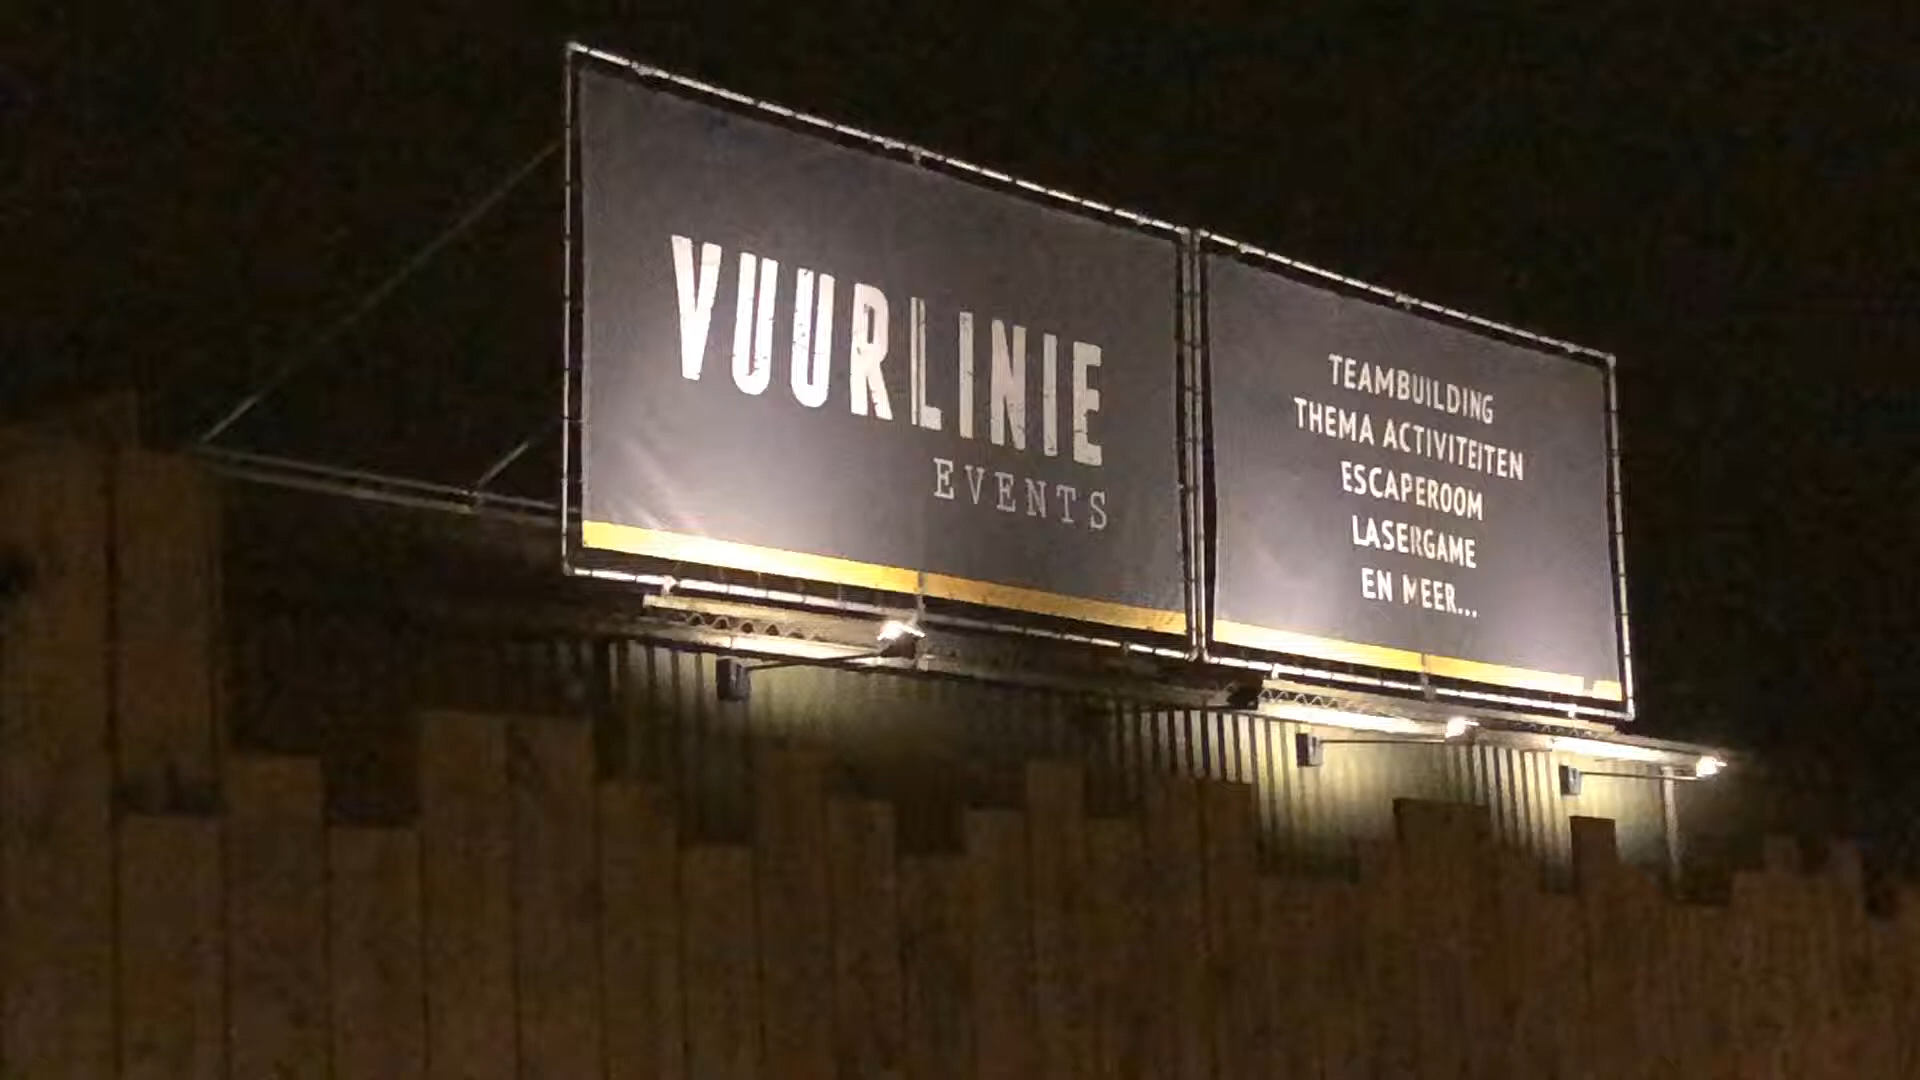 VUURLINIE
EVENTS
TEAMBUILDING
THEMA ACTIVITEITEN
ESCAPEROOM
LASERGAME
EN MEER...